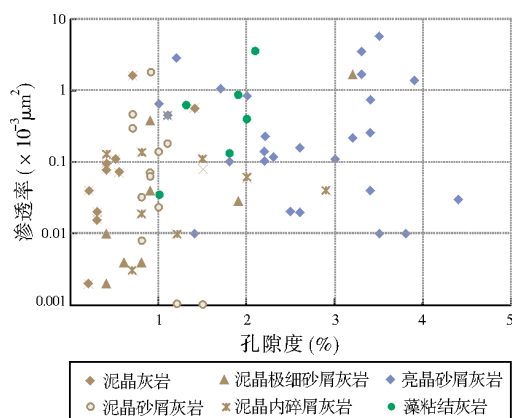 渗透率(×10⁻³μm²)
10
1
0.1
0.01
0.001
1 2 3 4 5
孔隙度(%)
泥晶灰岩 泥晶极细砂屑灰岩 亮晶砂屑灰岩
泥晶砂屑灰岩 泥晶内碎屑灰岩 藻粘结灰岩